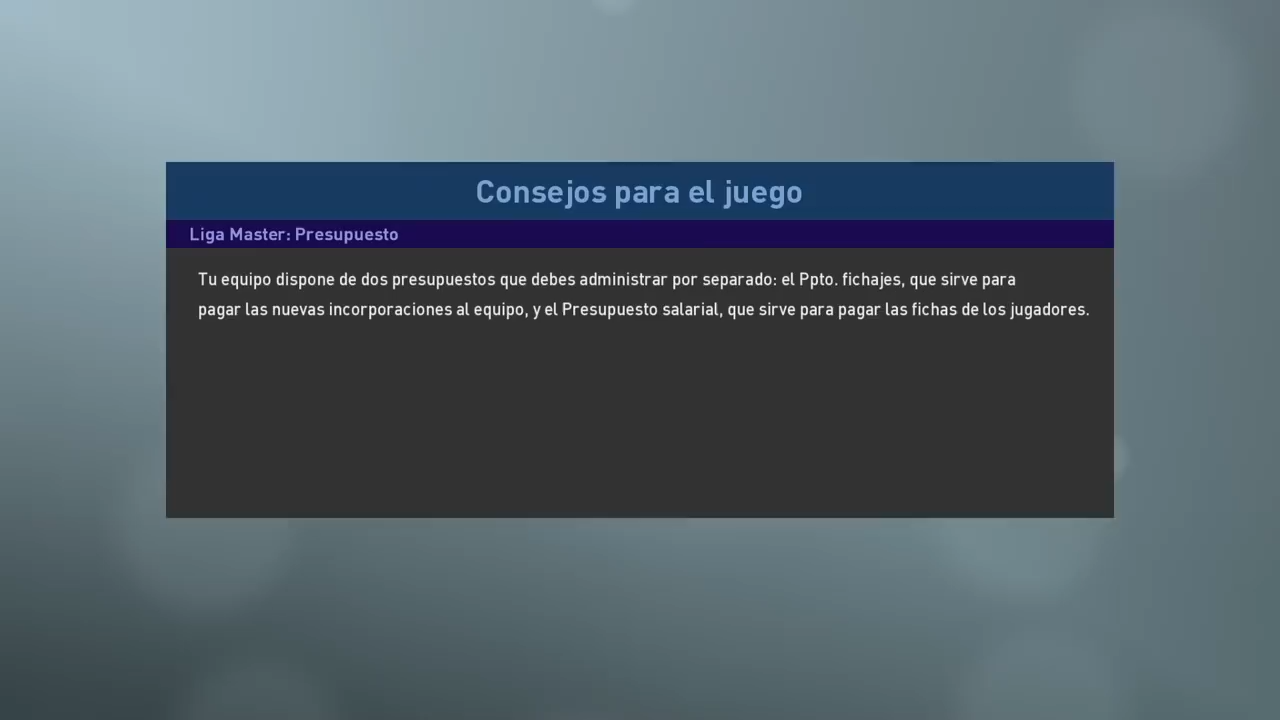 Consejos para el juego
Liga Master: Presupuesto
Tu equipo dispone de dos presupuestos que debes administrar por separado: el Ppto. fichajes, que sirve para
pagar las nuevas incorporaciones al equipo, y el Presupuesto salarial, que sirve para pagar las fichas de los jugadores.